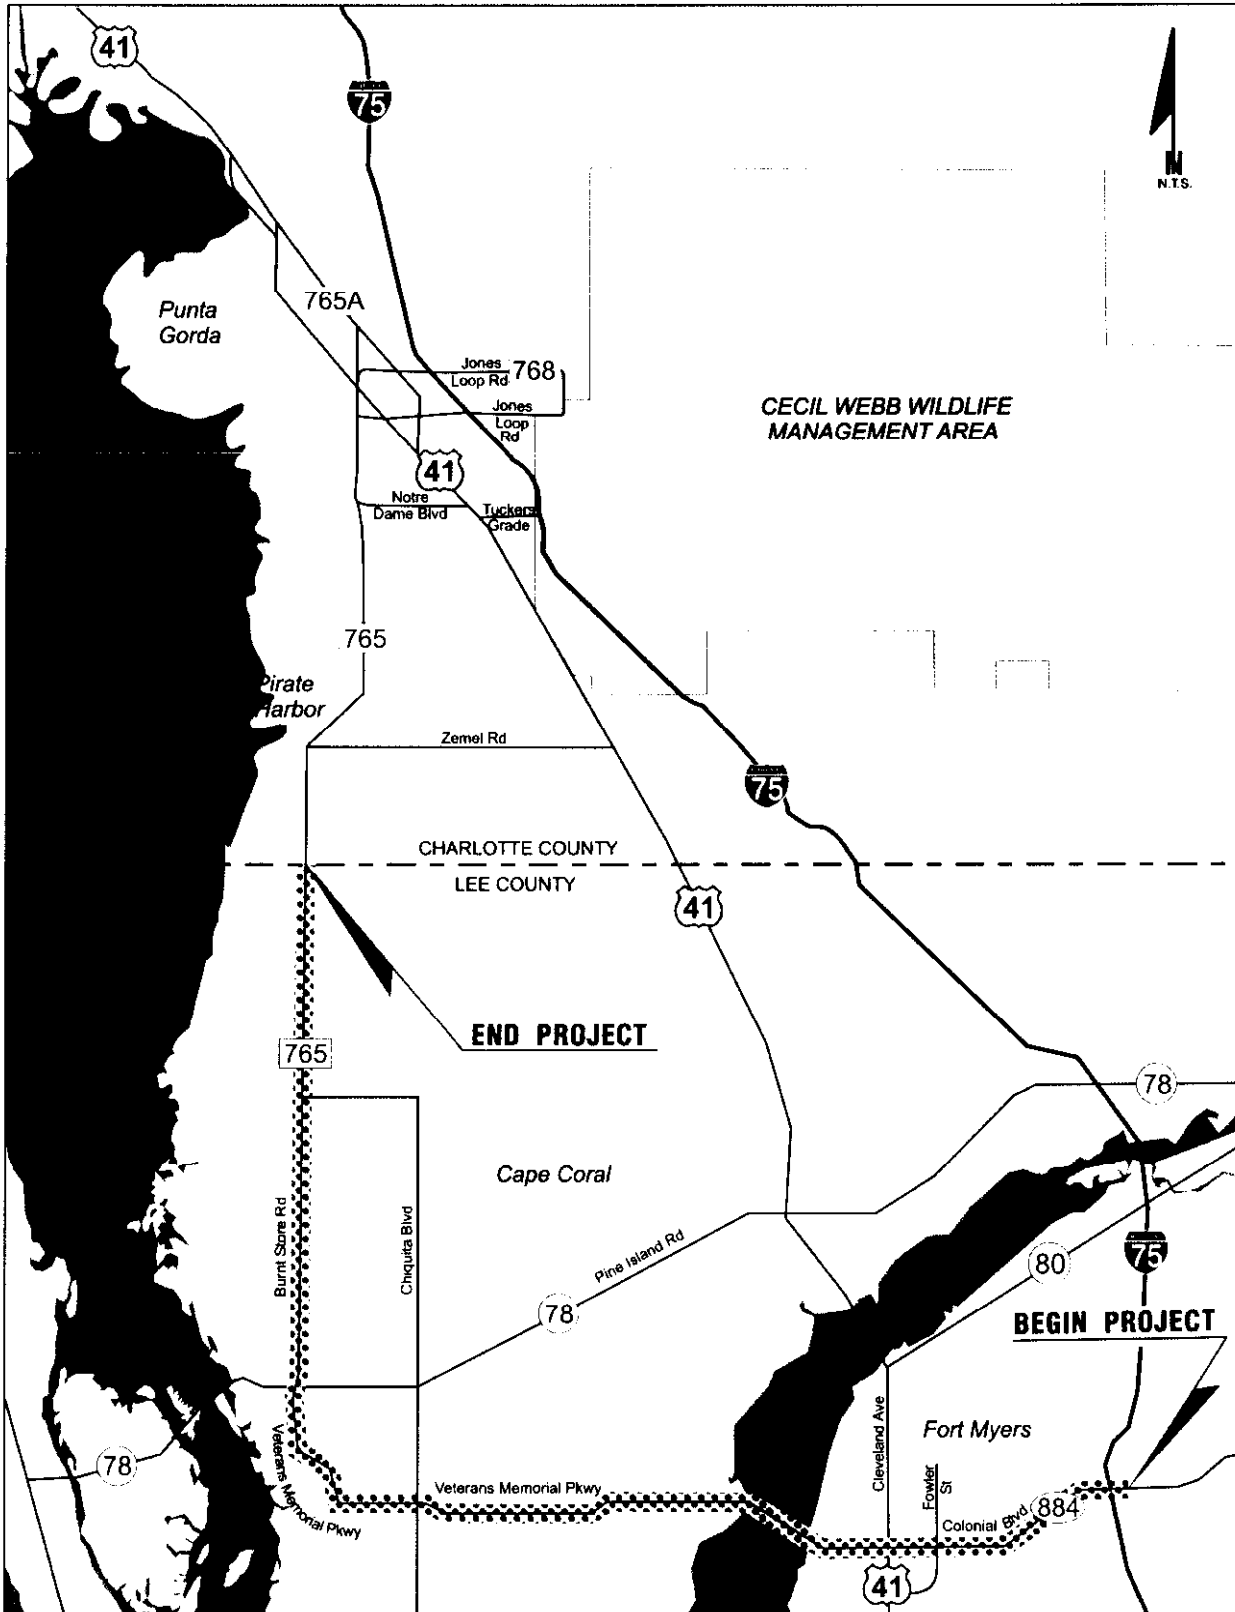 41
75
N
N.T.S.
Punta
Gorda
765A
Jones
Loop Rd
768
Jones
Loop
Rd
CECIL WEBB WILDLIFE
MANAGEMENT AREA
41
Notre
Dame Blvd
Tuckers
Grade
765
Pirate
Harbor
Zemel Rd
75
CHARLOTTE COUNTY
LEE COUNTY
41
END PROJECT
765
78
Cape Coral
Burnt Store Rd
Chiquita Blvd
Pine Island Rd
80
75
78
BEGIN PROJECT
Cleveland Ave
Fort Myers
Fowler
St
78
Veterans Memorial Pkwy
Veterans Memorial Pkwy
Colonial Blvd
884
41